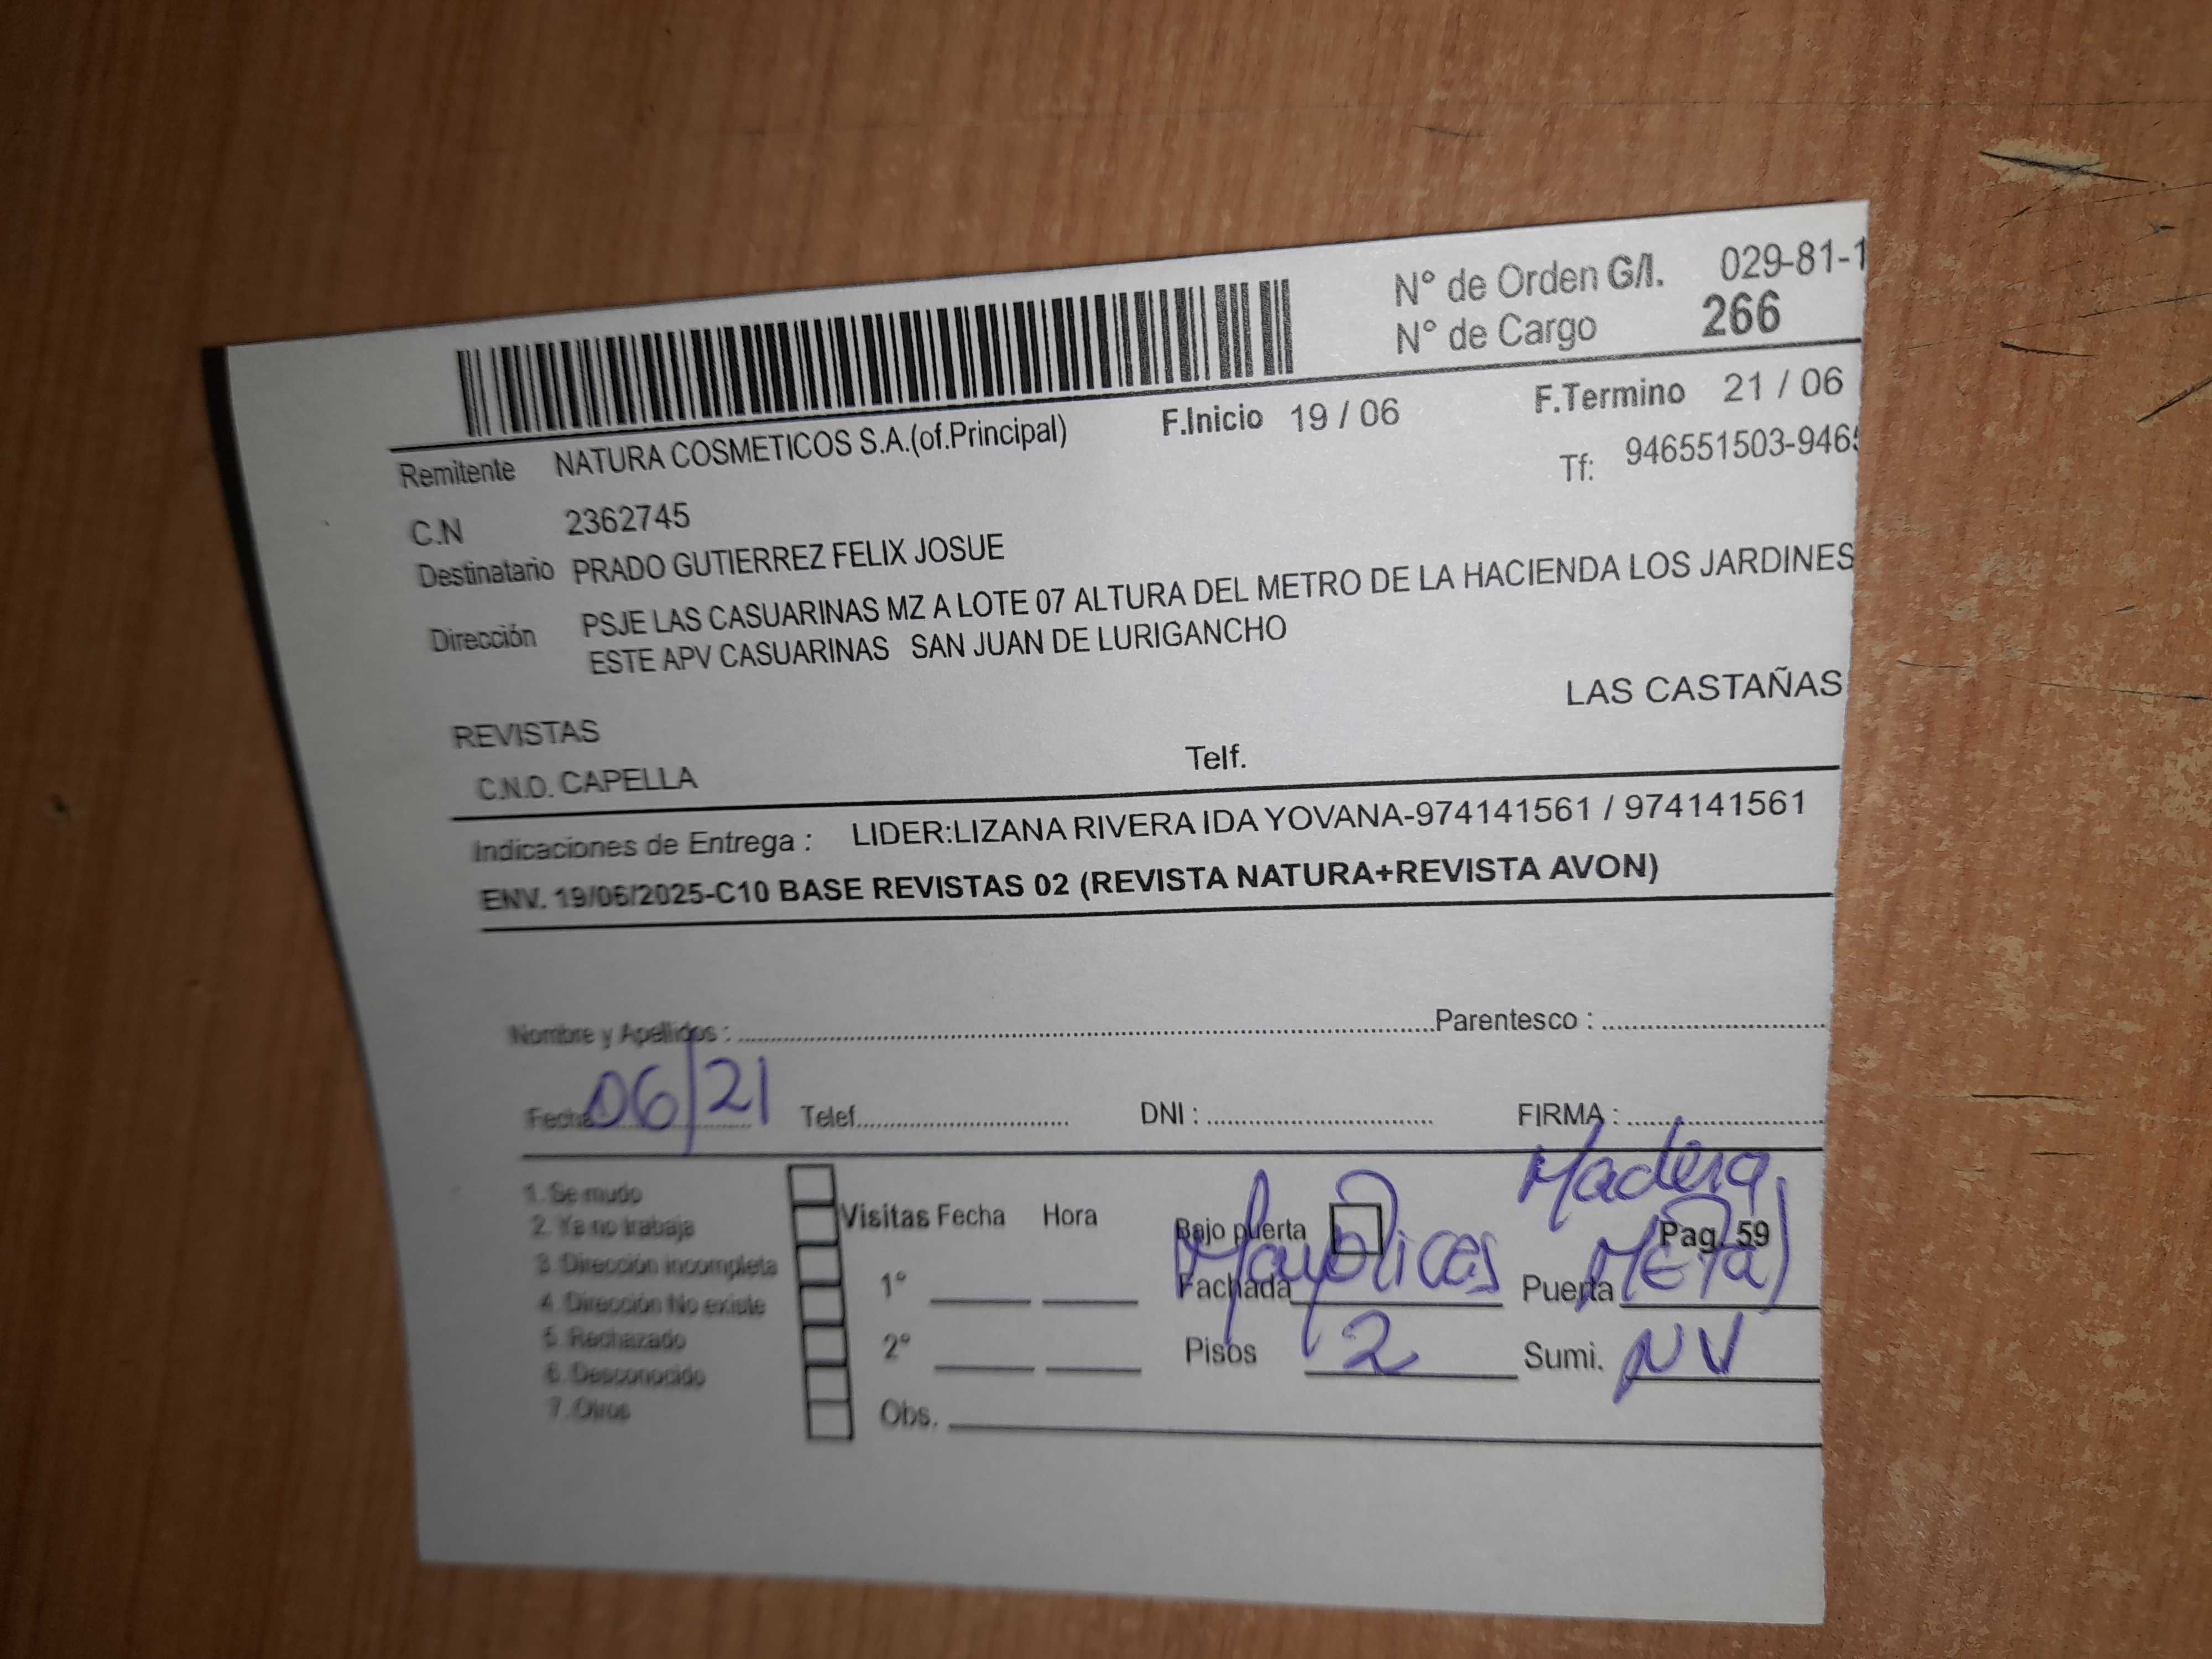 N° de Orden G/I. 029-81-1
N° de Cargo 266
Remitente NATURA COSMETICOS S.A.(of.Principal) F.Inicio 19 / 06 F.Termino 21 / 06
C.N 2362745 Tf: 946551503-946
Destinatario PRADO GUTIERREZ FELIX JOSUE
Dirección PSJE LAS CASUARINAS MZ A LOTE 07 ALTURA DEL METRO DE LA HACIENDA LOS JARDINES
ESTE APV CASUARINAS SAN JUAN DE LURIGANCHO
LAS CASTAÑAS
REVISTAS
C.N.D. CAPELLA Telf.
Indicaciones de Entrega : LIDER:LIZANA RIVERA IDA YOVANA-974141561 / 974141561
ENV. 19/06/2025-C10 BASE REVISTAS 02 (REVISTA NATURA+REVISTA AVON)
Nombre y Apellidos : Parentesco :
Fecha 06/21 Telef. DNI : FIRMA :
Madera
1. Se mudo
2. Ya no trabaja Visitas Fecha Hora Bajo puerta Pag. 59
3. Dirección incompleta
4. Dirección No existe 1° Fachada Mayolicas Puerta Metal
5. Rechazado 2° Pisos 2 Sumi. NV
6. Desconocido
7. Otros Obs.